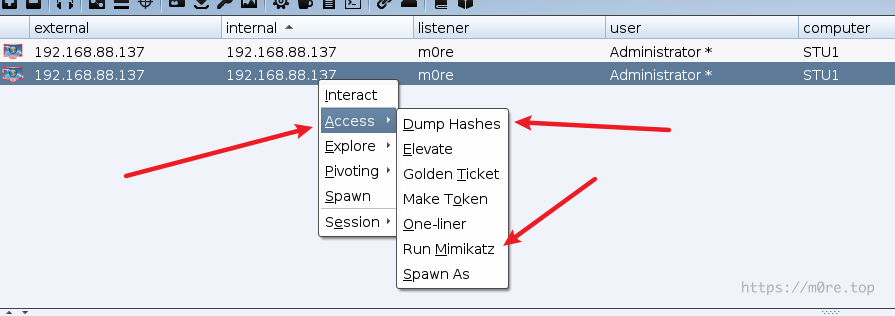 external internal listener user computer
192.168.88.137 192.168.88.137 m0re Administrator * STU1
192.168.88.137 192.168.88.137 m0re Administrator * STU1
Interact
Access
Explore
Pivoting
Spawn
Session
Dump Hashes
Elevate
Golden Ticket
Make Token
One-liner
Run Mimikatz
Spawn As
https://m0re.top